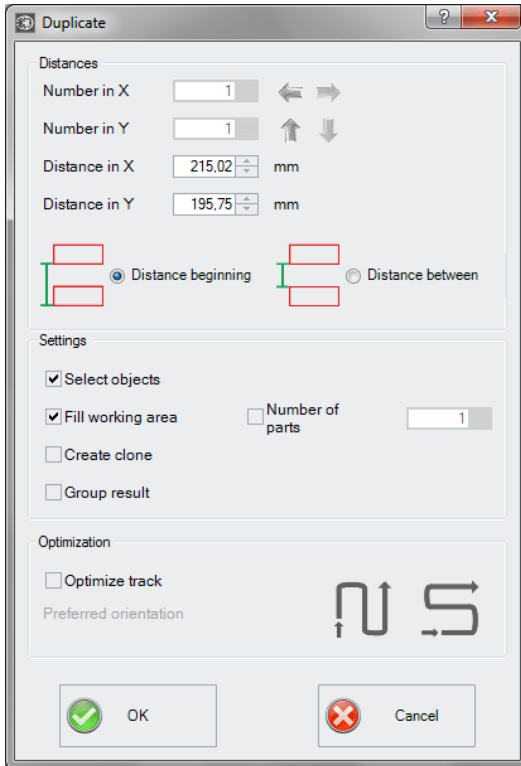 Duplicate
Distances
Number in X 1
Number in Y 1
Distance in X 215,02 mm
Distance in Y 195,75 mm
Distance beginning Distance between
Settings
Select objects
Fill working area Number of parts 1
Create clone
Group result
Optimization
Optimize track
Preferred orientation
OK Cancel